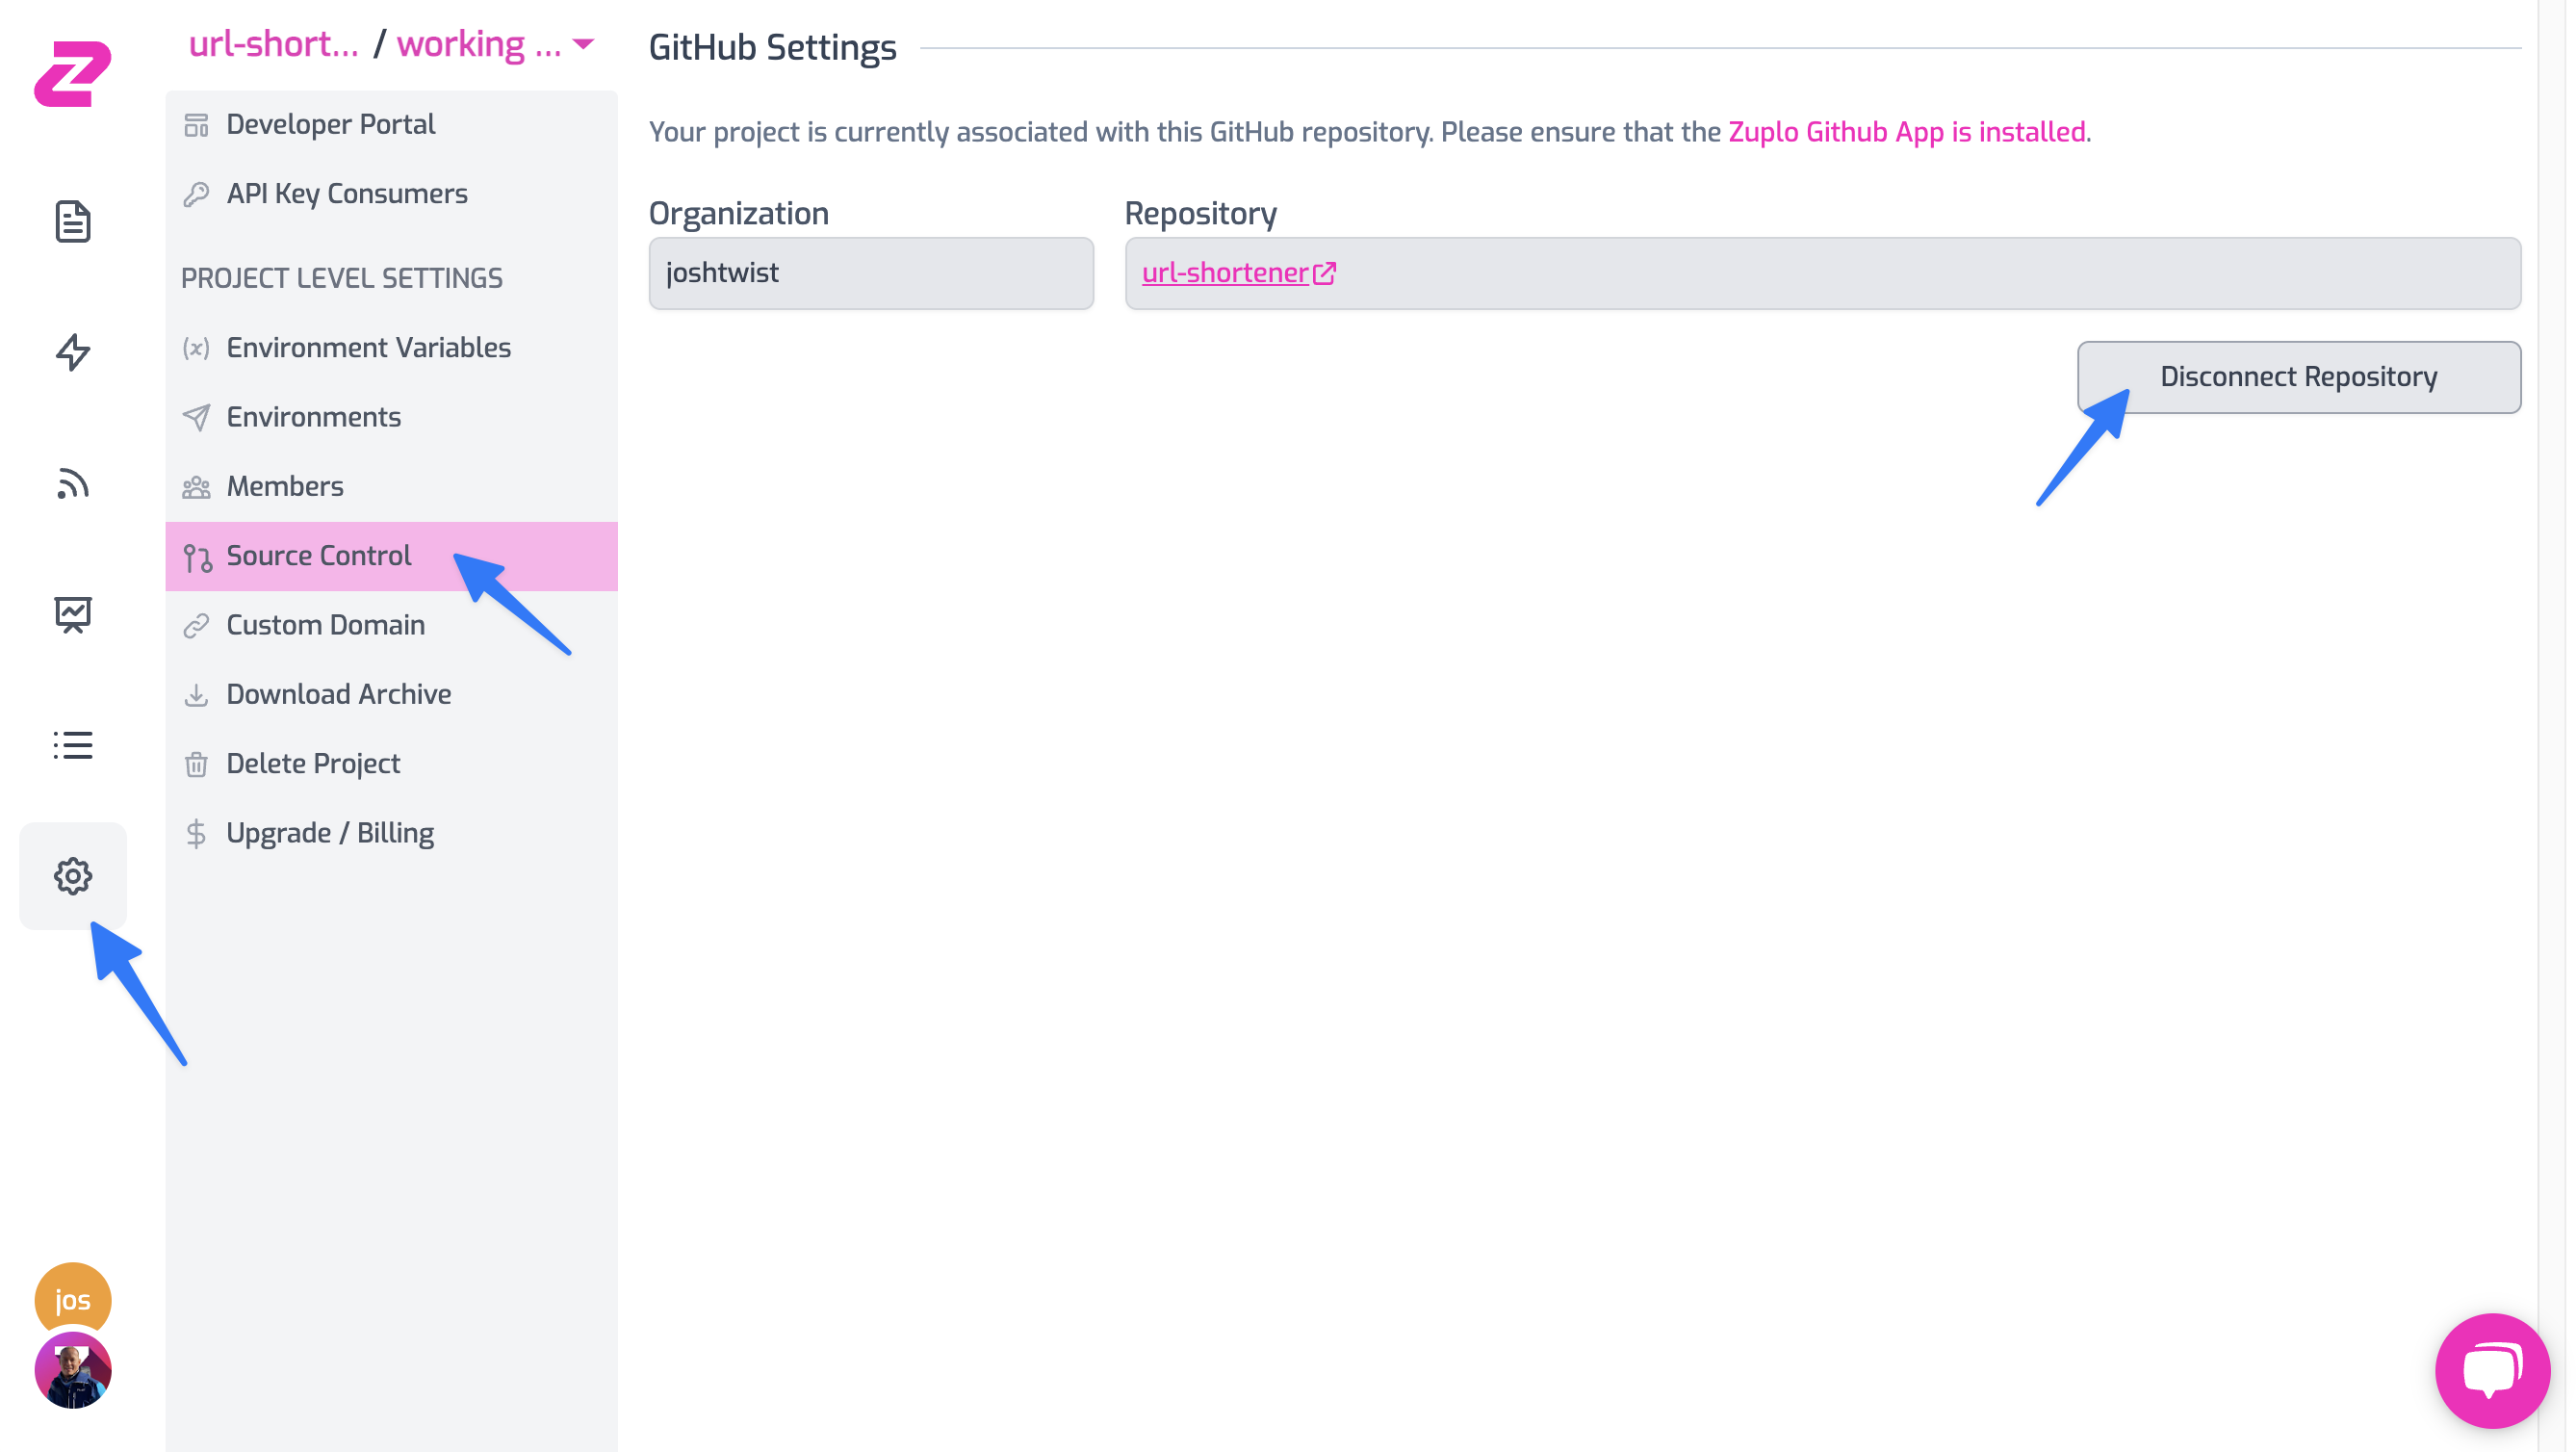 url-short... / working ...
Developer Portal
API Key Consumers
PROJECT LEVEL SETTINGS
Environment Variables
Environments
Members
Source Control
Custom Domain
Download Archive
Delete Project
Upgrade / Billing
jos
GitHub Settings
Your project is currently associated with this GitHub repository. Please ensure that the Zuplo Github App is installed.
Organization
joshtwist
Repository
url-shortener
Disconnect Repository